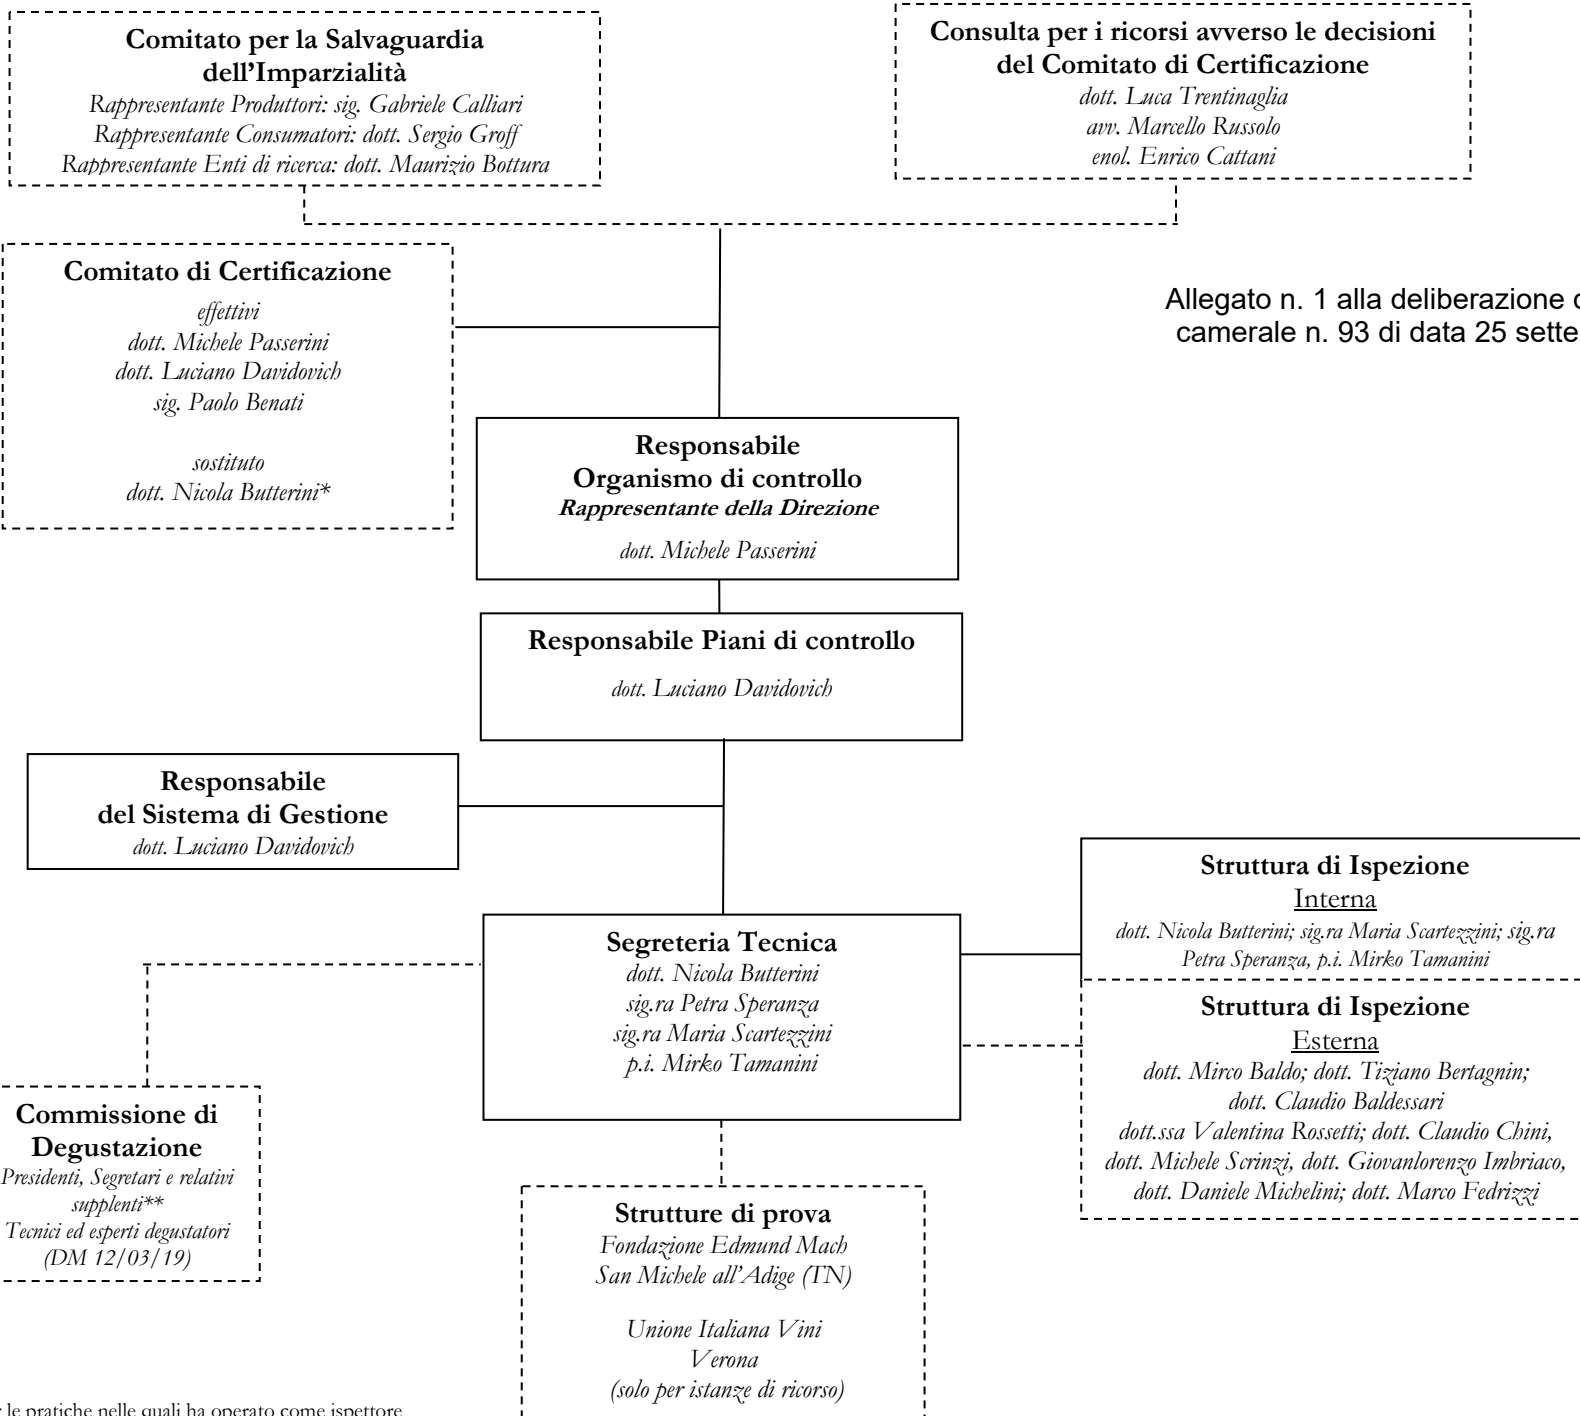 Comitato per la Salvaguardia
dell'Imparzialità
Rappresentante Produttori: sig. Gabriele Calliari
Rappresentante Consumatori: dott. Sergio Groff
Rappresentante Enti di ricerca: dott. Maurizio Bottura
Consulta per i ricorsi avverso le decisioni
del Comitato di Certificazione
dott. Luca Trentinaglia
avv. Marcello Russolo
enol. Enrico Cattani
Comitato di Certificazione
effettivi
dott. Michele Passerini
dott. Luciano Davidovich
sig. Paolo Benati
sostituto
dott. Nicola Butterini*
Allegato n. 1 alla deliberazione
camerale n. 93 di data 25
Responsabile
Organismo di controllo
Rappresentante della Direzione
dott. Michele Passerini
Responsabile Piani di controllo
dott. Luciano Davidovich
Responsabile
del Sistema di Gestione
dott. Luciano Davidovich
Segreteria Tecnica
dott. Nicola Butterini
sig.ra Petra Speranza
sig.ra Maria Scartezzini
p.i. Mirko Tamanini
Struttura di Ispezione
Interna
dott. Nicola Butterini; sig.ra Maria Scartezzini; sig.ra
Petra Speranza, p.i. Mirko Tamanini
Struttura di Ispezione
Esterna
dott. Mirco Baldo; dott. Tiziano Bertagnin;
dott. Claudio Baldessari
dott.ssa Valentina Rossetti; dott. Claudio Chini,
dott. Michele Scrinzi, dott. Giovanlorenzo Imbriaco,
dott. Daniele Michelini; dott. Marco Fedrizzi
Commissione di
Degustazione
Presidenti, Segretari e relativi
supplenti**
Tecnici ed esperti degustatori
(DM 12/03/19)
Strutture di prova
Fondazione Edmund Mach
San Michele all'Adige (TN)
Unione Italiana Vini
Verona
(solo per istanze di ricorso)
le pratiche nelle quali ha operato come ispettore